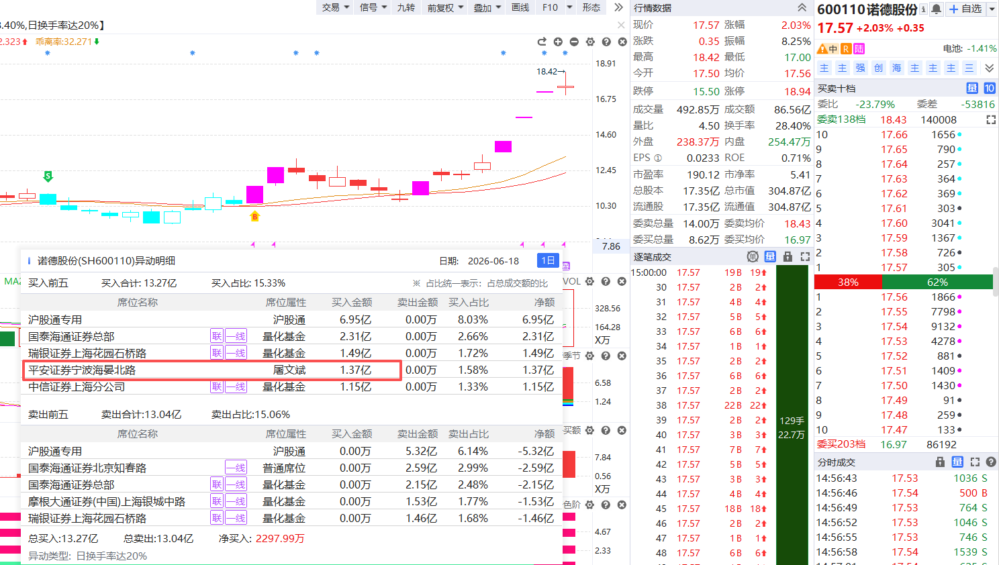 交易 信号 九转 前复权 叠加 画线 F10 形态
3.40%,日换手率达20%】
2.323 乖离率:32.271
18.42→
18.91
16.75
14.60
12.45
10.30
7.86
S
B
诺德股份(SH600110)异动明细 日期: 2026-06-18 1日
买入前五 买入合计: 13.27亿 买入占比: 15.33% ※ 占比统一表示: 占总成交额的比
席位名称 席位属性 买入金额 卖出金额 买入占比 净额
沪股通专用 沪股通 6.95亿 0.00万 8.03% 6.95亿
国泰海通证券总部 联 一线 量化基金 2.31亿 0.00万 2.66% 2.31亿
瑞银证券上海花园石桥路 联 一线 量化基金 1.49亿 0.00万 1.72% 1.49亿
平安证券宁波海晏北路 屠文斌 1.37亿 0.00万 1.58% 1.37亿
中信证券上海分公司 联 一线 量化基金 1.15亿 0.00万 1.33% 1.15亿
卖出前五 卖出合计:13.04亿 卖出占比:15.06%
席位名称 席位属性 买入金额 卖出金额 卖出占比 净额
沪股通专用 沪股通 0.00万 5.32亿 6.14% -5.32亿
国泰海通证券北京知春路 一线 普通席位 0.00万 2.59亿 2.99% -2.59亿
国泰海通证券总部 联 一线 量化基金 0.00万 2.15亿 2.48% -2.15亿
摩根大通证券(中国)上海银城中路 联 一线 量化基金 0.00万 1.53亿 1.77% -1.53亿
瑞银证券上海花园石桥路 联 一线 量化基金 0.00万 1.46亿 1.68% -1.46亿
总买入:13.27亿 总卖出:13.04亿 净买入: 2297.99万
异动类型: 日换手率达20%
MA2
VOL
328.56
164.28
X万
季节
6.58
1.24
买额
7.84
0.56
X万
色阶
4.67
2.33
行情数据
现价 17.57 涨幅 2.03%
涨跌 0.35 振幅 8.25%
最高 18.42 最低 17.00
今开 17.50 均价 17.56
跌停 15.50 涨停 18.94
成交量 492.85万 成交额 86.56亿
量比 4.50 换手率 28.40%
外盘 238.37万 内盘 254.47万
EPS ① 0.0233 ROE 0.71%
市盈率 190.12 市净率 5.41
总股本 17.35亿 总市值 304.87亿
流通股 17.35亿 流通值 304.87亿
委卖总量 14.00万 委卖均价 18.43
委买总量 8.62万 委买均价 16.97
逐笔成交 单 量
15:00:00 17.57 19 B 19
30 17.57 2 B 2
31 17.57 4 B 4
32 17.57 5 B 5
33 17.57 6 B 6
34 17.57 1 B 1
35 17.57 2 B 2
36 17.57 6 B 6
37 17.57 2 B 2
38 17.57 22 B 22
39 17.57 2 B 2
40 17.57 3 B 3
41 17.57 7 B 7
42 17.57 5 B 5
43 17.57 3 B 3
44 17.57 4 B 4
45 17.57 18 B 18
46 17.57 2 B 2
47 17.57 1 B 1
48 17.57 6 B 6
129手
22.7万
600110 诺德股份 自选
17.57 +2.03% +0.35
中 R 陆 电池: -1.41%
主 主 强 创 海 主 主 主 三
买卖十档 量 10
委比 -23.79% 委差 -53816
委卖138档 18.43 140008
10 17.66 1656
9 17.65 790
8 17.64 257
7 17.63 364
6 17.62 369
5 17.61 303
4 17.60 3041
3 17.59 1367
2 17.58 726
1 17.57 305
38% 62%
1 17.56 1866
2 17.55 7798
3 17.54 9132
4 17.53 4278
5 17.52 881
6 17.51 1409
7 17.50 1430
8 17.49 91
9 17.48 259
10 17.47 133
委买203档 16.97 86192
分时成交 量
14:56:43 17.53 1036 S
14:56:46 17.54 500 B
14:56:49 17.53 764 S
14:56:52 17.53 1046 S
14:56:55 17.53 746 S
14:56:58 17.54 1539 S